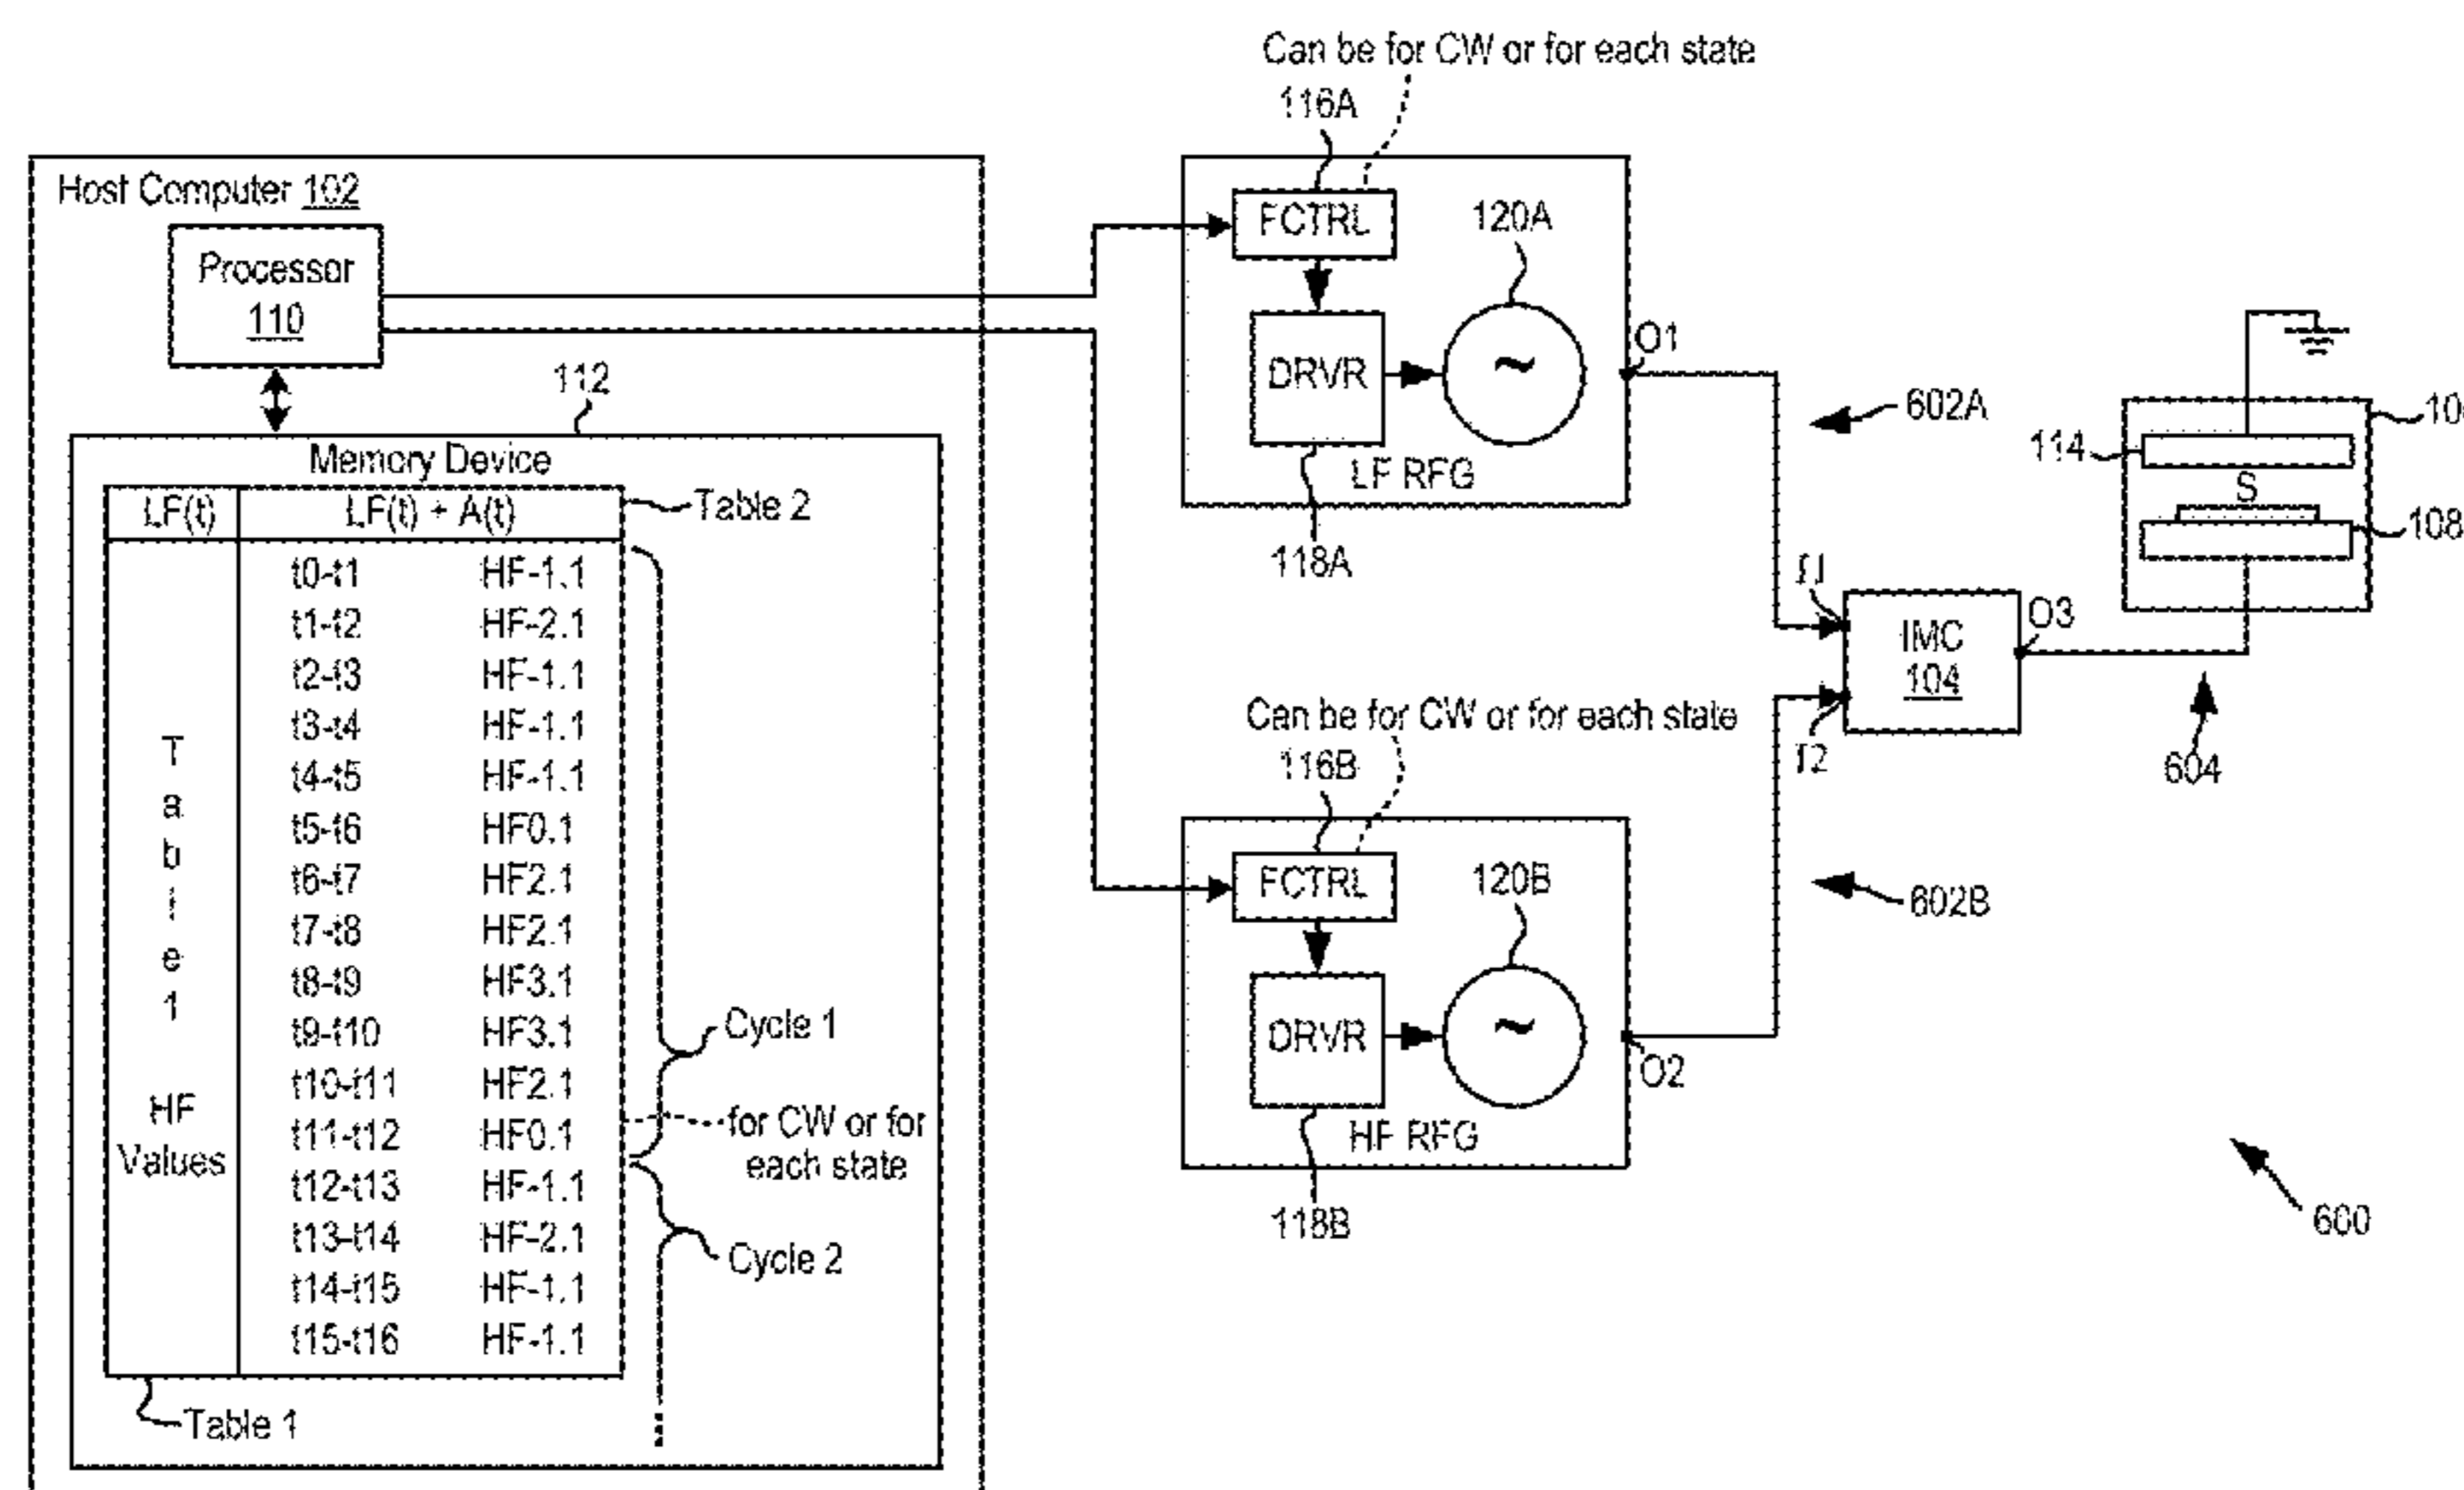 Can be for CW or for each state
116A
Host Computer 102
FCTRL
120A
Processor
110
DRVR
O1
112
602A
114
S
Memory Device
LF RFG
LF(t) LF(t) + A(t)
Table 2
108
118A
t0-t1 HF-1.1
t1-t2 HF-2.1
t2-t3 HF-1.1
t3-t4 HF-1.1
t4-t5 HF-1.1
t5-t6 HF0.1
t6-t7 HF2.1
t7-t8 HF2.1
t8-t9 HF3.1
t9-t10 HF3.1
t10-t11 HF2.1
t11-t12 HF0.1
t12-t13 HF-1.1
t13-t14 HF-2.1
t14-t15 HF-1.1
t15-t16 HF-1.1
T
a
b
l
e
1
HF
Values
Table 1
Cycle 1
for CW or for
each state
Cycle 2
I1
IMC
104
O3
I2
604
Can be for CW or for each state
116B
FCTRL
120B
602B
DRVR
O2
HF RFG
118B
600